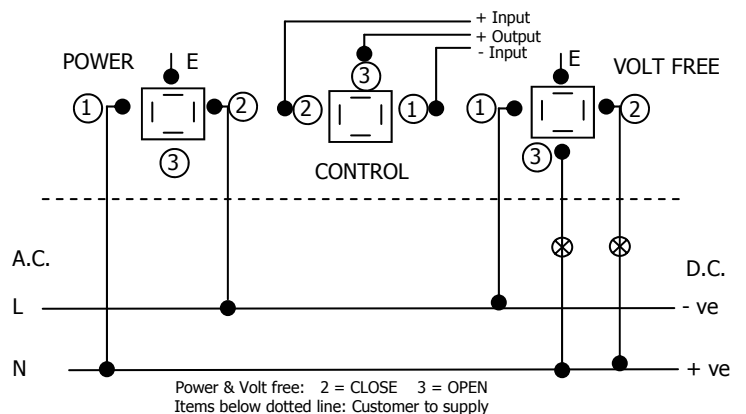 + Input
+ Output
- Input
POWER E
E VOLT FREE
1 2
3
2 1
1 2
3
3
CONTROL
A.C.
D.C.
L - ve
N + ve
Power & Volt free: 2 = CLOSE 3 = OPEN
Items below dotted line: Customer to supply